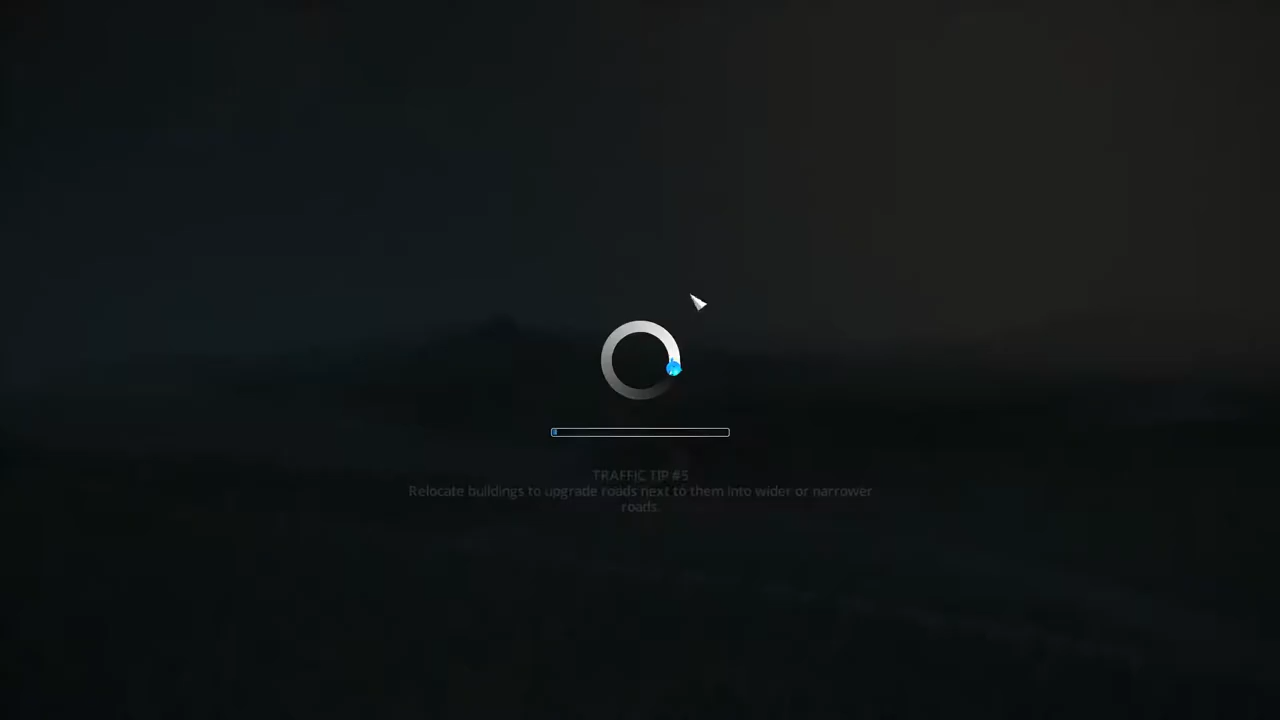 TRAFFIC TIP #5
Relocate buildings to upgrade roads next to them into wider or narrower
roads.